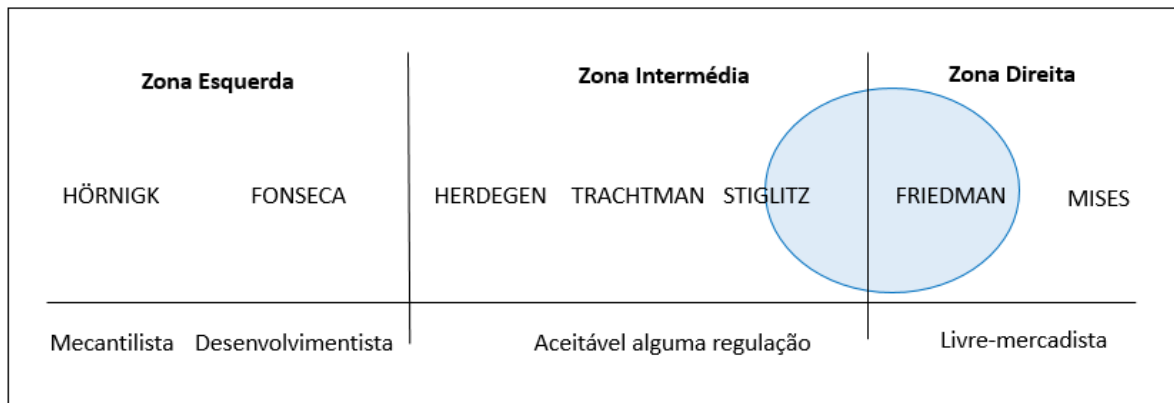 Zona Esquerda
Zona Intermédia
Zona Direita
HÖRNIGK
FONSECA
HERDEGEN
TRACHTMAN
STIGLITZ
FRIEDMAN
MISES
Mecantilista
Desenvolvimentista
Aceitável alguma regulação
Livre-mercadista